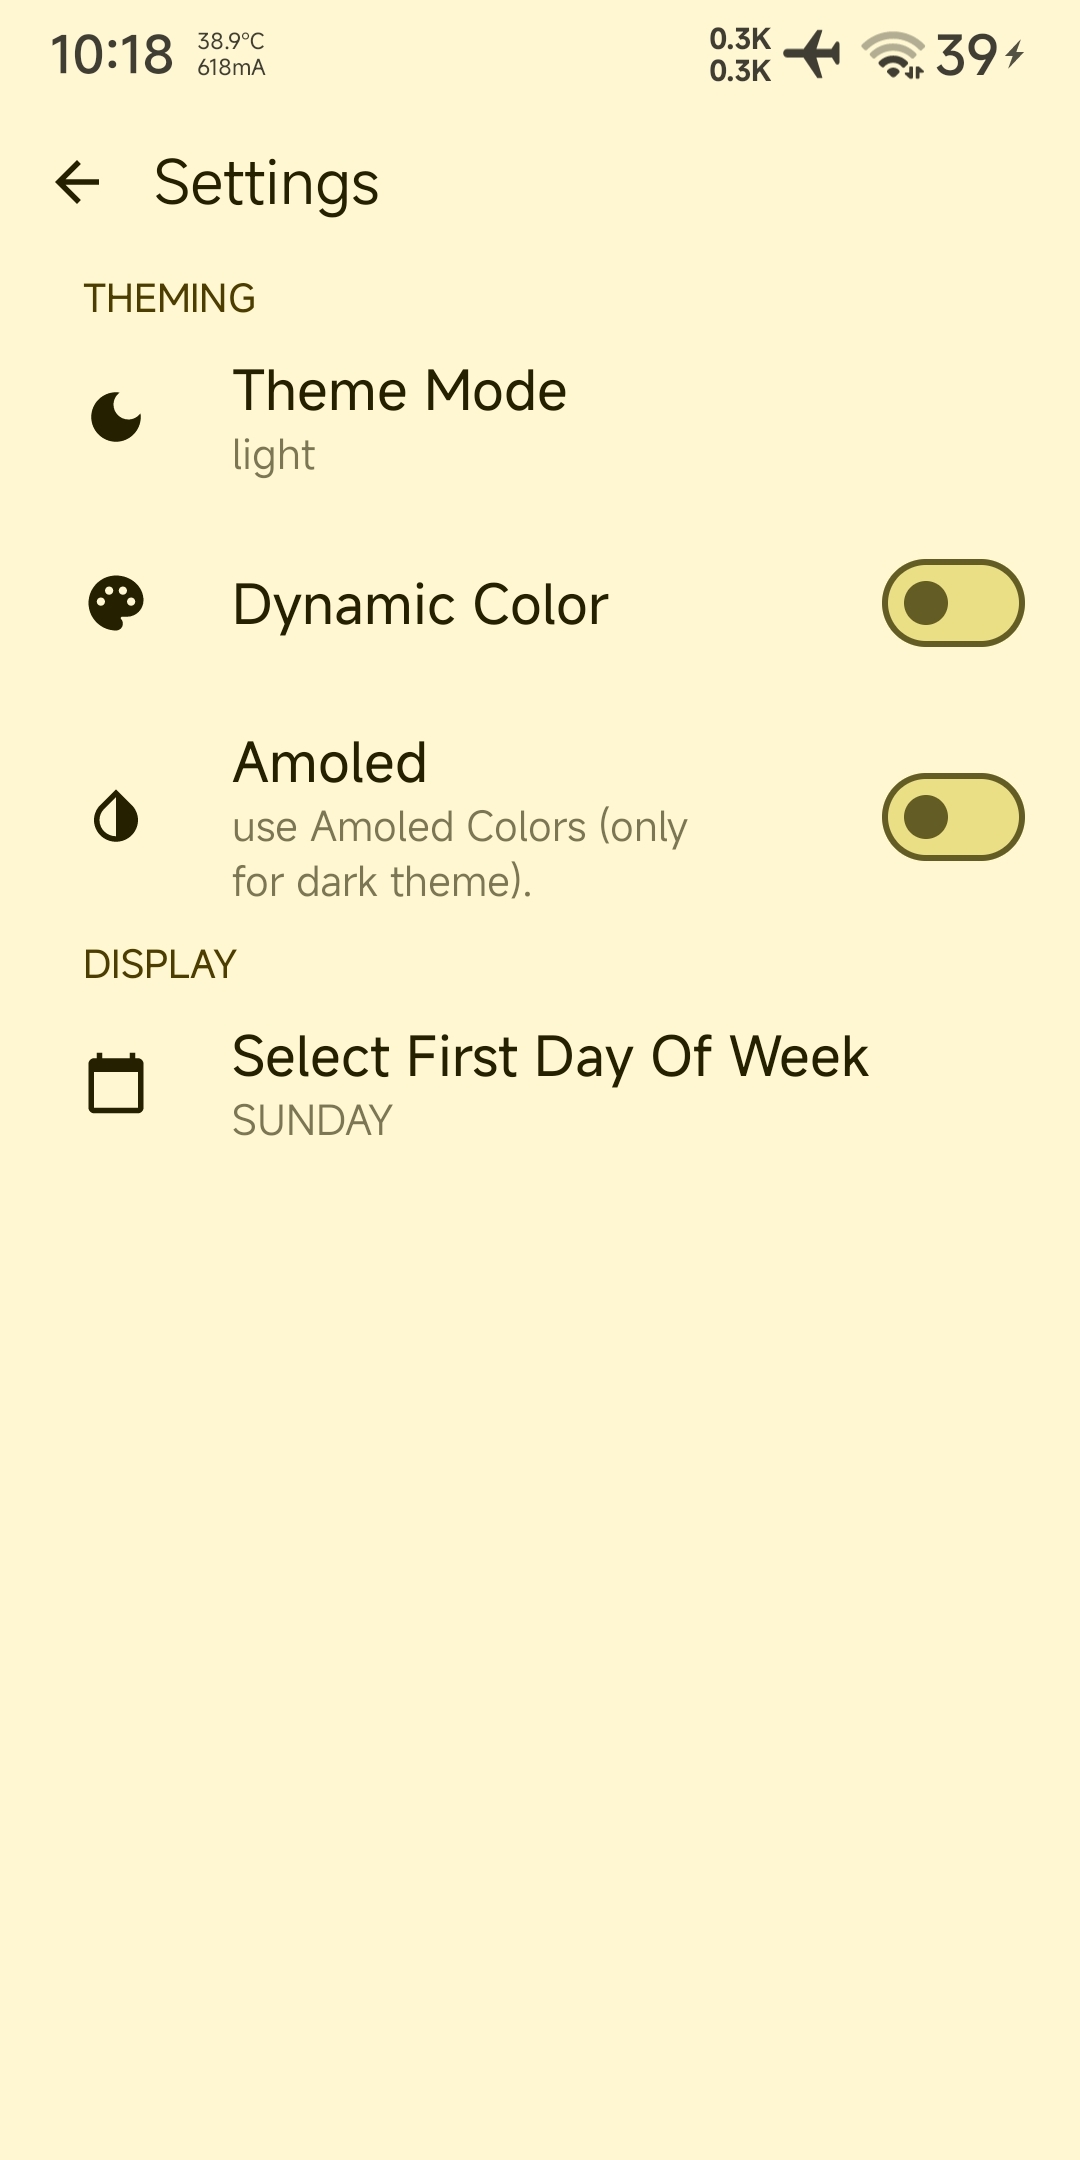 10:18
38.9°C
618mA
0.3K
0.3K
39
Settings
THEMING
Theme Mode
light
Dynamic Color
Amoled
use Amoled Colors (only
for dark theme).
DISPLAY
Select First Day Of Week
SUNDAY